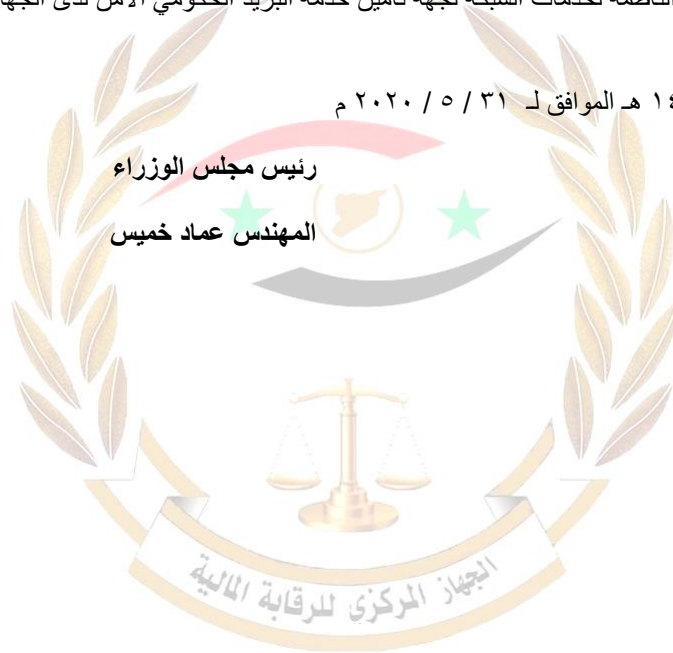 الناظمة لخدمات الشبكة لجهة تأمين خدمة البريد الحكومي الآمن لدى الجها
هـ الموافق لـ ٣١ / ٥ / ٢٠٢٠ م
رئيس مجلس الوزراء
المهندس عماد خميس
الجهاز المركزي للرقابة المالية